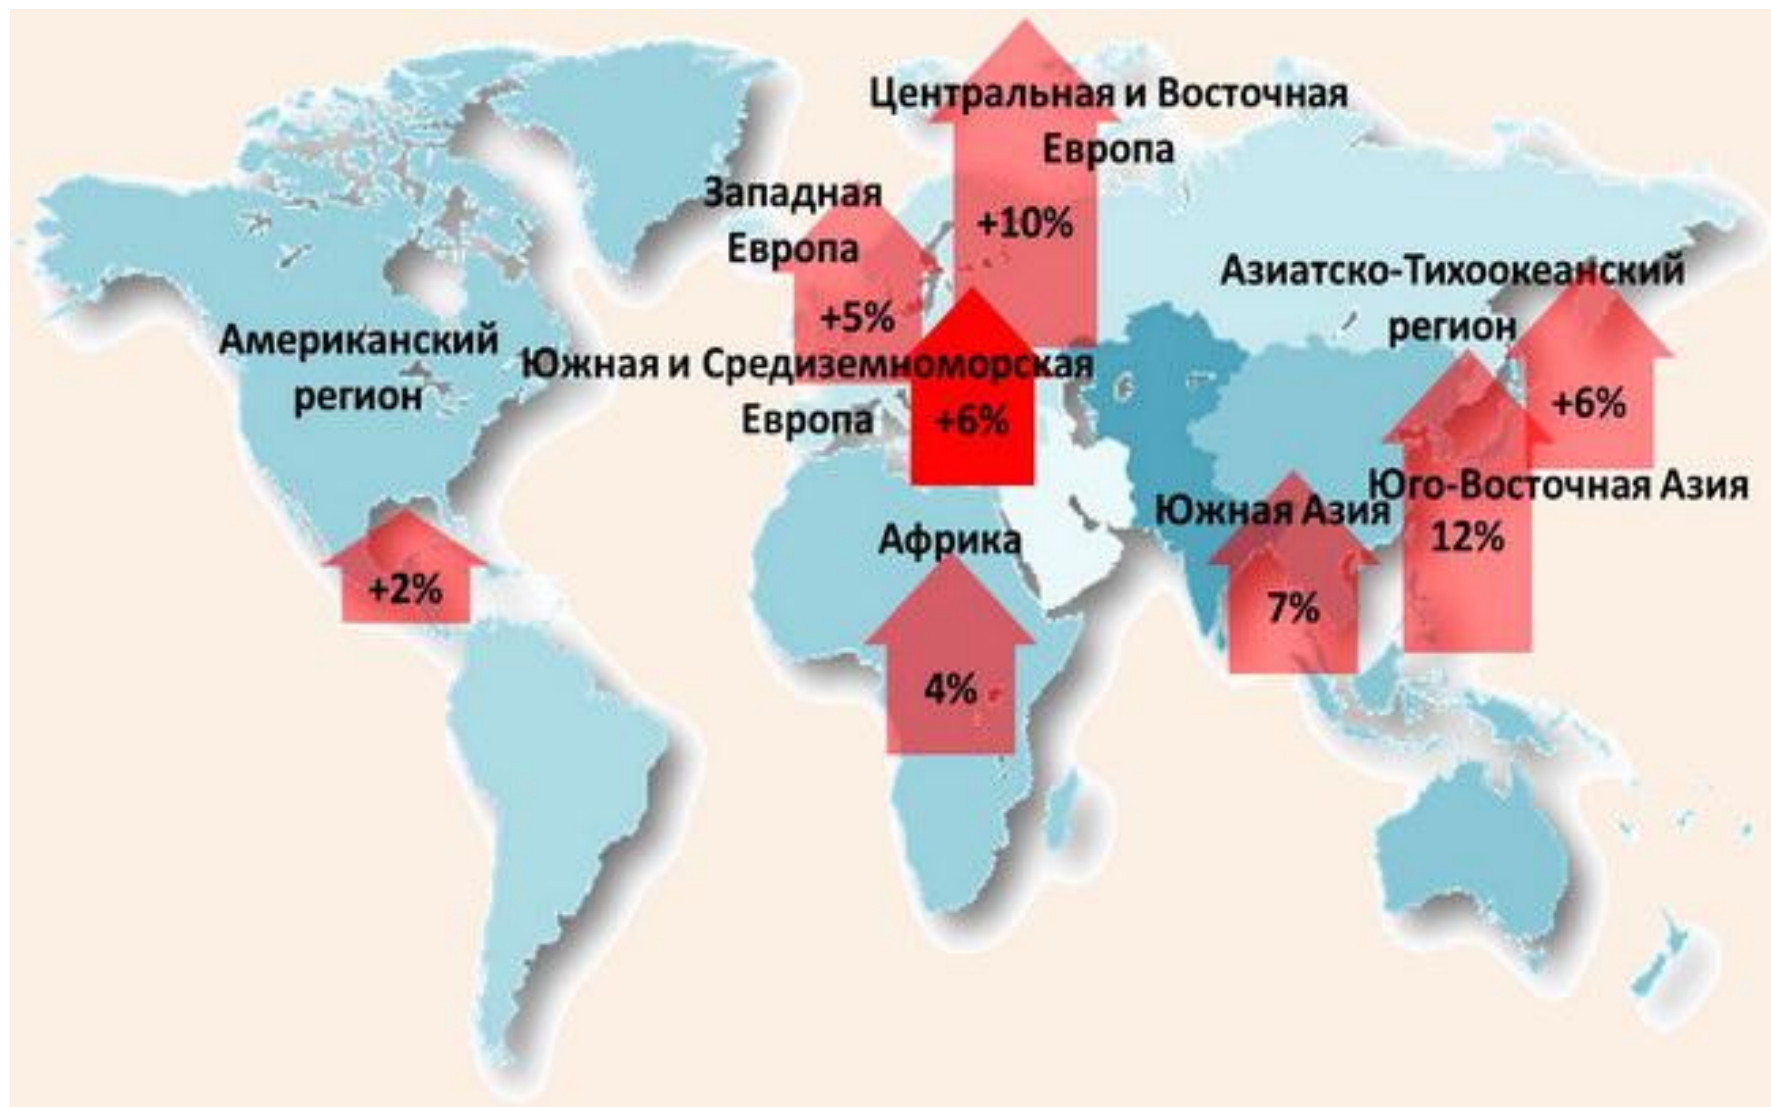 Центральная и Восточная
Европа
+10%
Западная
Европа
+5%
Азиатско-Тихоокеанский
регион
+6%
Американский
регион
+2%
Южная и Средиземноморская
Европа
+6%
Юго-Восточная Азия
12%
Южная Азия
7%
Африка
4%